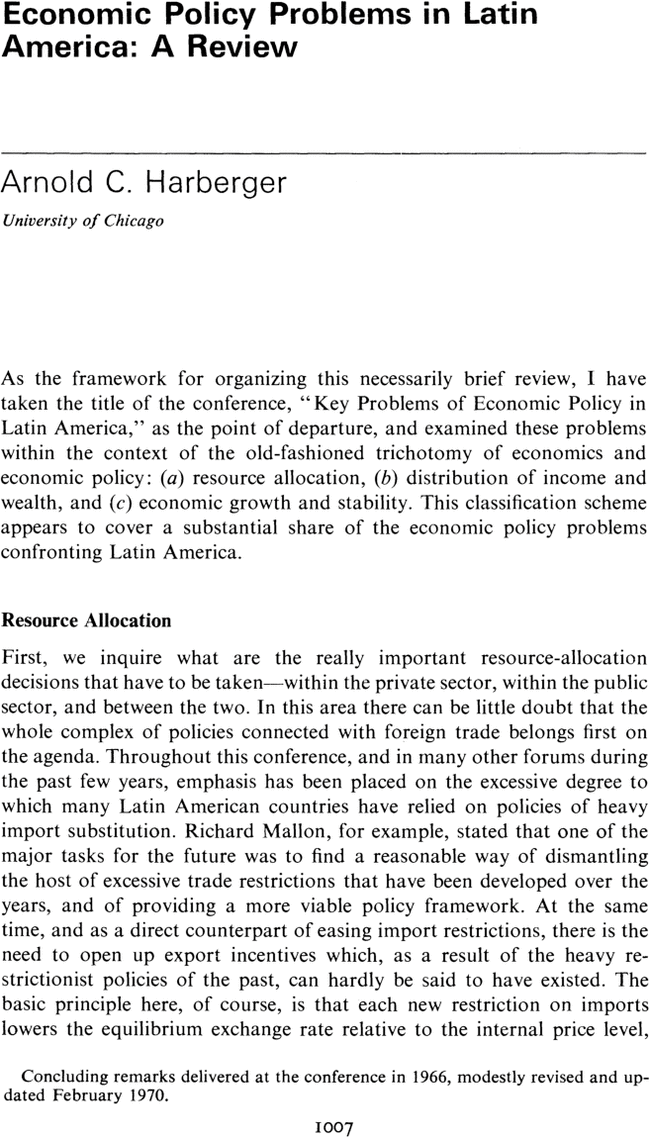 Economic Policy Problems in Latin
America: A Review
Arnold C. Harberger
University of Chicago
As the framework for organizing this necessarily brief review, I have
taken the title of the conference, “Key Problems of Economic Policy in
Latin America,” as the point of departure, and examined these problems
within the context of the old-fashioned trichotomy of economics and
economic policy: (a) resource allocation, (b) distribution of income and
wealth, and (c) economic growth and stability. This classification scheme
appears to cover a substantial share of the economic policy problems
confronting Latin America.
Resource Allocation
First, we inquire what are the really important resource-allocation
decisions that have to be taken—within the private sector, within the public
sector, and between the two. In this area there can be little doubt that the
whole complex of policies connected with foreign trade belongs first on
the agenda. Throughout this conference, and in many other forums during
the past few years, emphasis has been placed on the excessive degree to
which many Latin American countries have relied on policies of heavy
import substitution. Richard Mallon, for example, stated that one of the
major tasks for the future was to find a reasonable way of dismantling
the host of excessive trade restrictions that have been developed over the
years, and of providing a more viable policy framework. At the same
time, and as a direct counterpart of easing import restrictions, there is the
need to open up export incentives which, as a result of the heavy re-
strictionist policies of the past, can hardly be said to have existed. The
basic principle here, of course, is that each new restriction on imports
lowers the equilibrium exchange rate relative to the internal price level,
Concluding remarks delivered at the conference in 1966, modestly revised and up-
dated February 1970.
1007